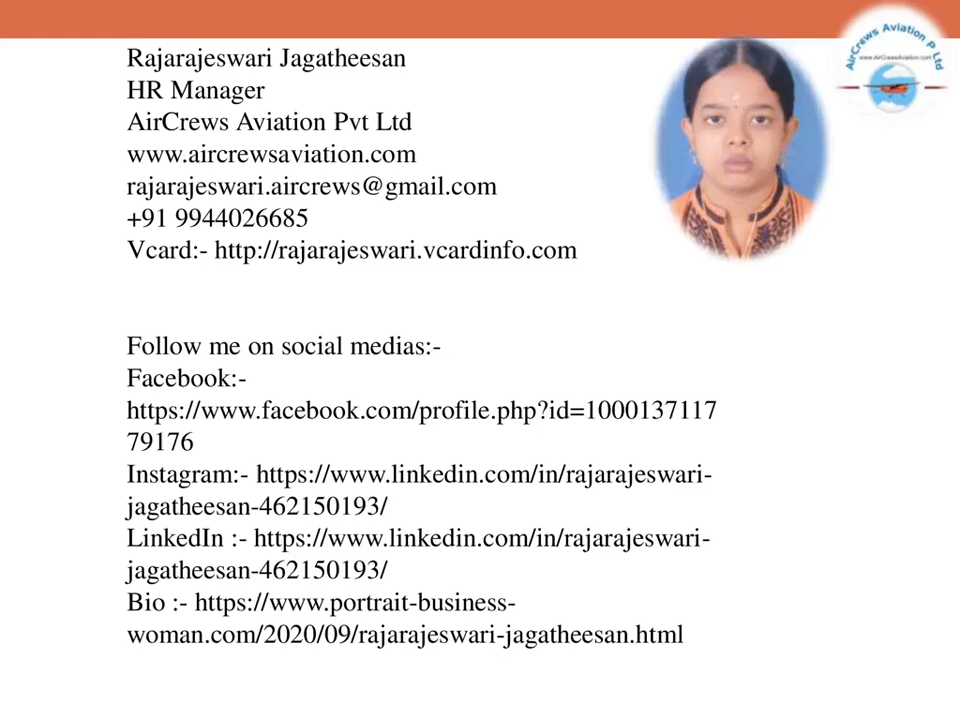 Rajarajeswari Jagatheesan
HR Manager
AirCrews Aviation Pvt Ltd
www.aircrewsaviation.com
rajarajeswari.aircrews@gmail.com
+91 9944026685
Vcard:- http://rajarajeswari.vcardinfo.com
AirCrews Aviation P Ltd
www.AirCrewsAviation.com
Follow me on social medias:-
Facebook:-
https://www.facebook.com/profile.php?id=1000137117
79176
Instagram:- https://www.linkedin.com/in/rajarajeswari-
jagatheesan-462150193/
LinkedIn :- https://www.linkedin.com/in/rajarajeswari-
jagatheesan-462150193/
Bio :- https://www.portrait-business-
woman.com/2020/09/rajarajeswari-jagatheesan.html